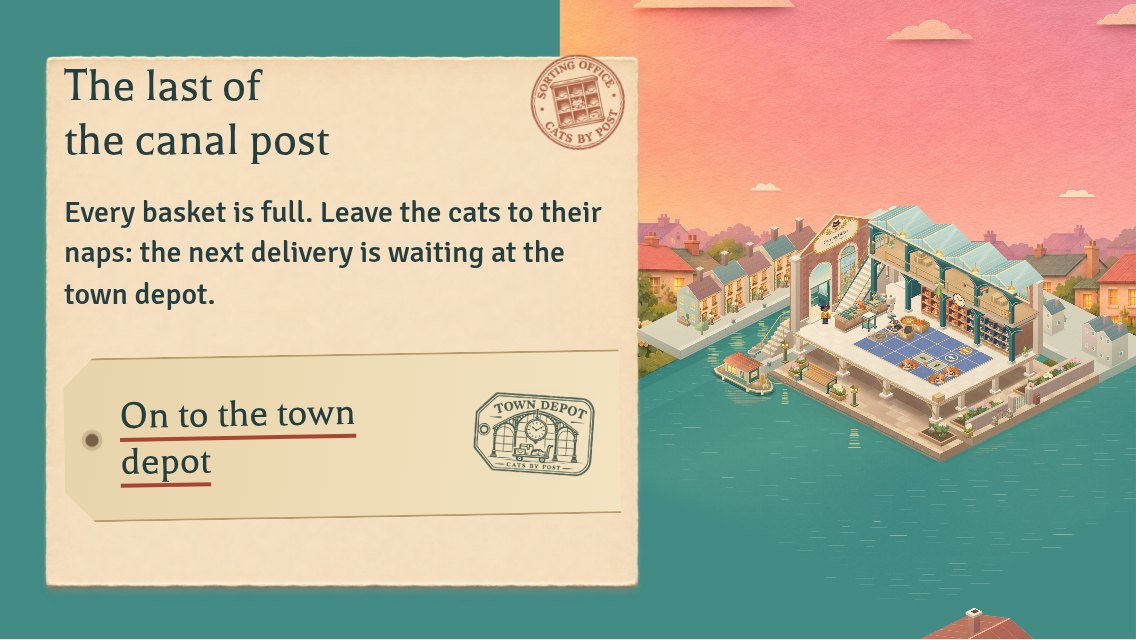 The last of
the canal post
SORTING OFFICE
CATS BY POST
Every basket is full. Leave the cats to their
naps: the next delivery is waiting at the
town depot.
On to the town
depot
TOWN DEPOT
CATS BY POST